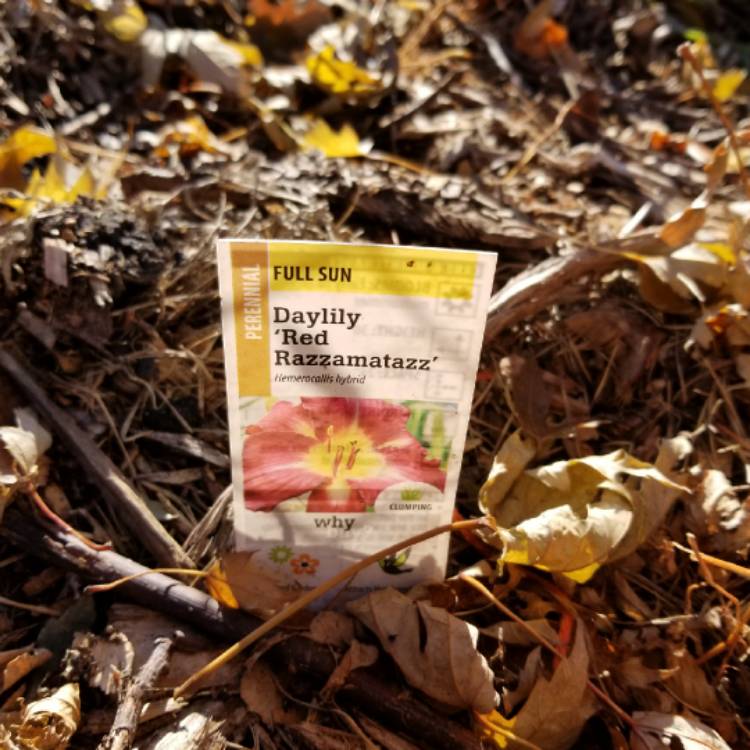 PERENNIAL
FULL SUN
Daylily
‘Red
Razzamatazz’
Hemerocallis hybrid
CLUMPING
why